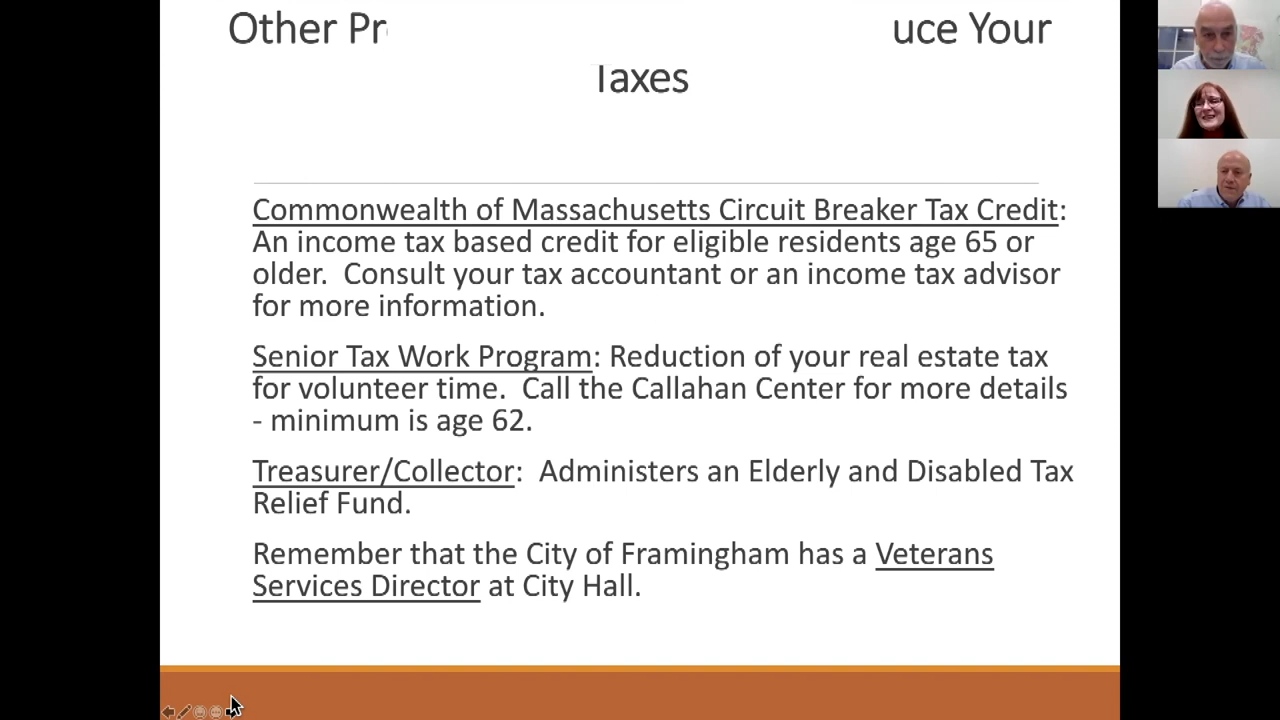 Other Pr uce Your
Taxes
Commonwealth of Massachusetts Circuit Breaker Tax Credit:
An income tax based credit for eligible residents age 65 or
older. Consult your tax accountant or an income tax advisor
for more information.
Senior Tax Work Program: Reduction of your real estate tax
for volunteer time. Call the Callahan Center for more details
- minimum is age 62.
Treasurer/Collector: Administers an Elderly and Disabled Tax
Relief Fund.
Remember that the City of Framingham has a Veterans
Services Director at City Hall.